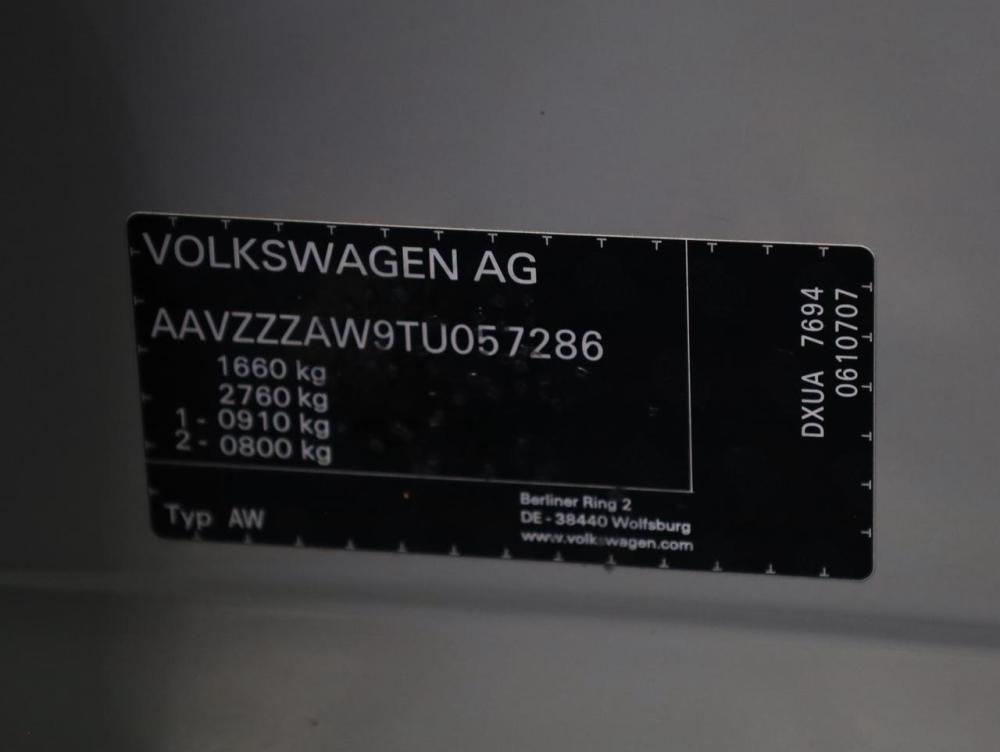 VOLKSWAGEN AG
AAVZZZAW9TU057286
1660 kg
2760 kg
1 - 0910 kg
2 - 0800 kg
Typ AW
Berliner Ring 2
DE - 38440 Wolfsburg
www.volkswagen.com
DXUA 7694
0610707